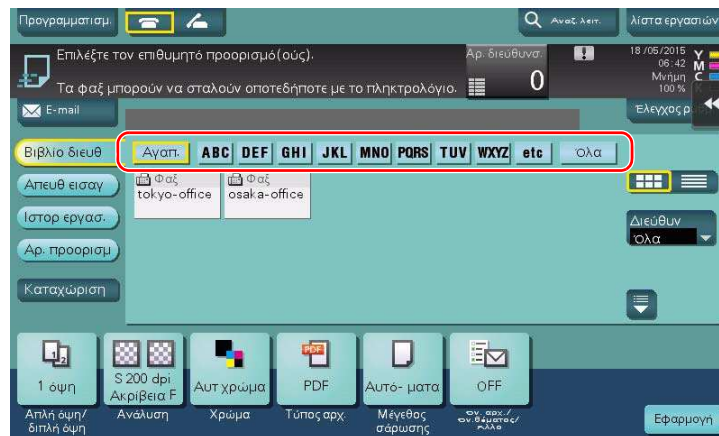 Προγραμματισμ.
Αναζ. λειτ.
λίστα εργασιών
Επιλέξτε τον επιθυμητό προορισμό(ούς).
Τα φαξ μπορούν να σταλούν οποτεδήποτε με το πληκτρολόγιο.
Αρ. διεύθυνσ.
0
18/05/2015
06:42
Μνήμη
100 %
Y
M
C
K
E-mail
Έλεγχος ρ
Βιβλίο διευθ
Αγαπ.
ABC
DEF
GHI
JKL
MNO
PQRS
TUV
WXYZ
etc
Όλα
Απευθ εισαγ
Φαξ
tokyo-office
Φαξ
osaka-office
Ιστορ εργασ.
Αρ. προορισμ
Διεύθυν
Όλα
Καταχώριση
1 όψη
S
200 dpi
Ακρίβεια F
Αυτ χρώμα
PDF
PDF
Αυτό- ματα
OFF
Απλή όψη/
διπλή όψη
Ανάλυση
Χρώμα
Τύπος αρχ.
Μέγεθος
σάρωσης
Εφαρμογή